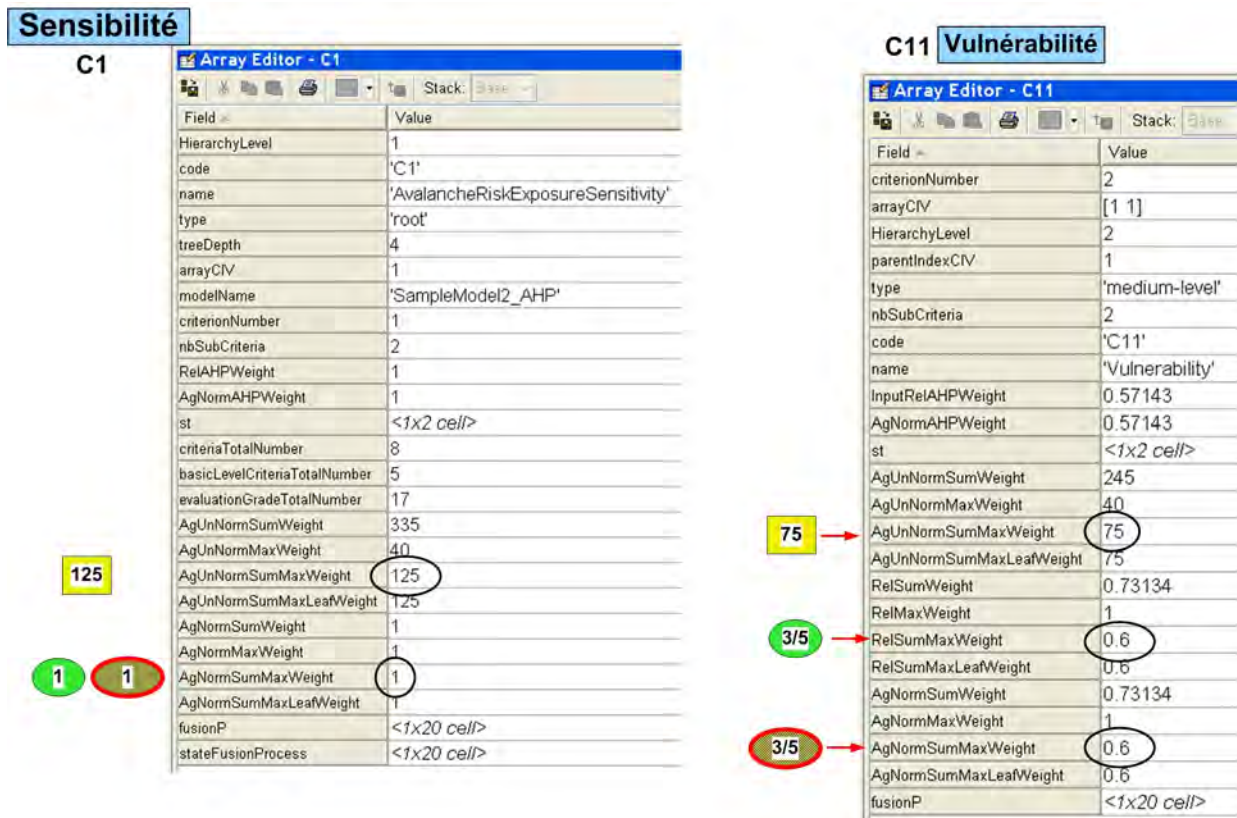 Sensibilité
C1
Array Editor - C1
Stack: Base
Field Value
HierarchyLevel 1
code 'C1'
name 'AvalancheRiskExposureSensitivity'
type 'root'
treeDepth 4
arrayCIV 1
modelName 'SampleModel2_AHP'
criterionNumber 1
nbSubCriteria 2
RelAHPWeight 1
AgNormAHPWeight 1
st <1x2 cell>
criteriaTotalNumber 8
basicLevelCriteriaTotalNumber 5
evaluationGradeTotalNumber 17
AgUnNormSumWeight 335
AgUnNormMaxWeight 40
125 AgUnNormSumMaxWeight 125
AgUnNormSumMaxLeafWeight 125
AgNormSumWeight 1
AgNormMaxWeight 1
1 1 AgNormSumMaxWeight 1
AgNormSumMaxLeafWeight 1
fusionP <1x20 cell>
stateFusionProcess <1x20 cell>
C11 Vulnérabilité
Array Editor - C11
Stack: Base
Field Value
criterionNumber 2
arrayCIV [1 1]
HierarchyLevel 2
parentIndexCIV 1
type 'medium-level'
nbSubCriteria 2
code 'C11'
name 'Vulnerability'
InputRelAHPWeight 0.57143
AgNormAHPWeight 0.57143
st <1x2 cell>
AgUnNormSumWeight 245
AgUnNormMaxWeight 40
75 AgUnNormSumMaxWeight 75
AgUnNormSumMaxLeafWeight 75
RelSumWeight 0.73134
RelMaxWeight 1
3/5 RelSumMaxWeight 0.6
RelSumMaxLeafWeight 0.6
AgNormSumWeight 0.73134
AgNormMaxWeight 1
3/5 AgNormSumMaxWeight 0.6
AgNormSumMaxLeafWeight 0.6
fusionP <1x20 cell>